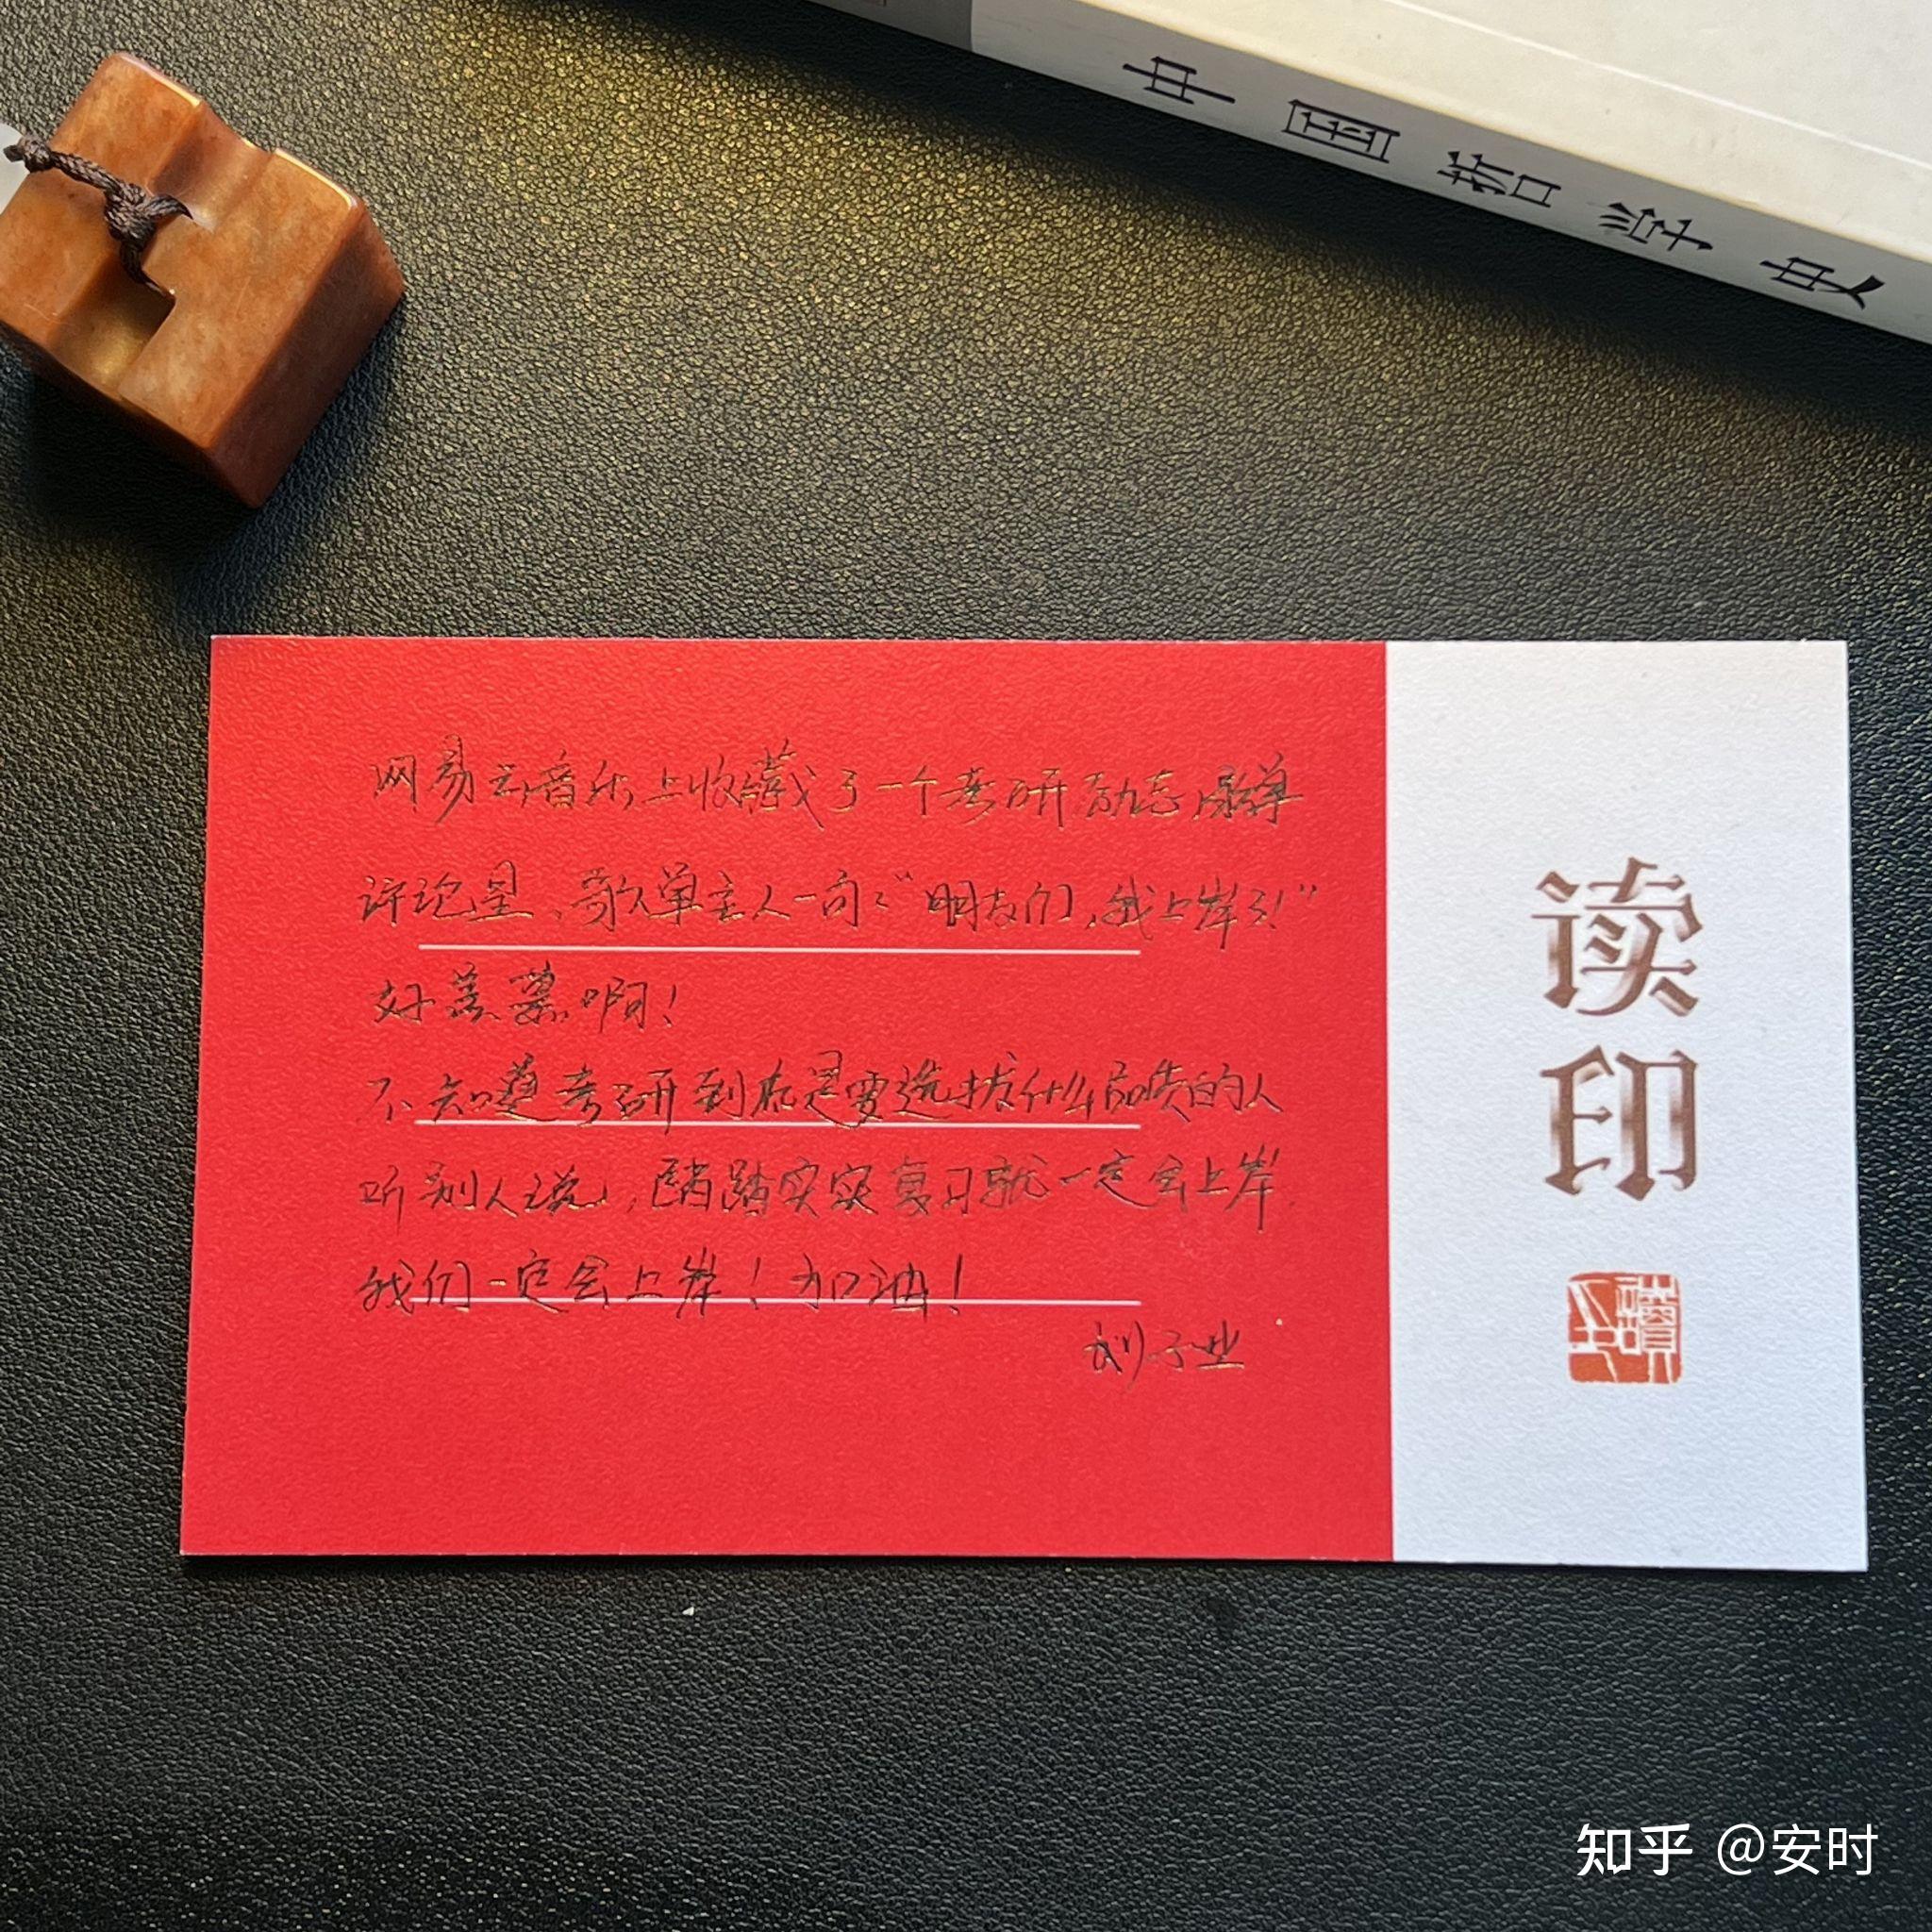 中国哲学史
网易云音乐上收藏了一个考研励志歌单
评论里、歌单主人一句：“朋友们，我上岸了！”
好羡慕啊！
不知道考研到底是要选拔什么品质的人
听别人说，踏踏实实复习就一定会上岸.
我们一定会上岸！加油！
刘子业
读
印
知乎 @安时